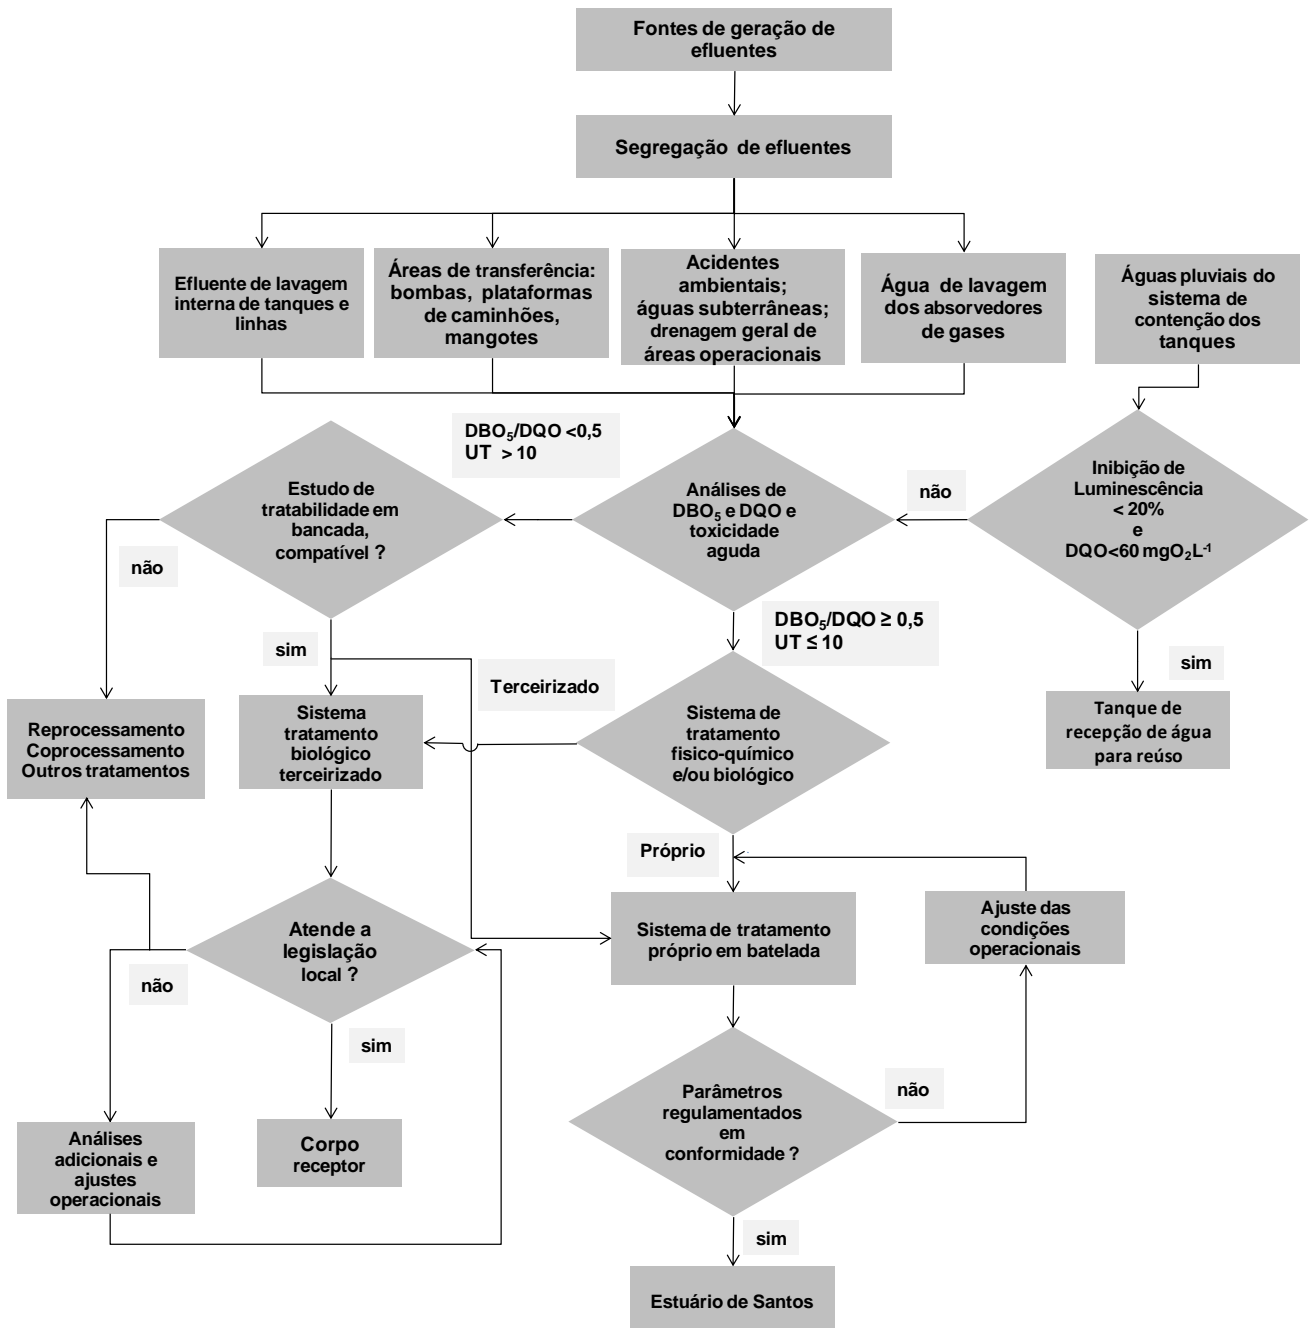 Fontes de geração de
efluentes
Segregação de efluentes
Efluente de lavagem
interna de tanques e
linhas
Áreas de transferência:
bombas, plataformas
de caminhões,
mangotes
Acidentes
ambientais;
águas subterrâneas;
drenagem geral de
áreas operacionais
Água de lavagem
dos absorvedores
de gases
Águas pluviais do
sistema de
contenção dos
tanques
DBO₅/DQO <0,5
UT > 10
Estudo de
tratabilidade em
bancada,
compatível ?
Análises de
DBO₅ e DQO e
toxicidade
aguda
não
Inibição de
Luminescência
< 20%
e
DQO<60 mgO₂L⁻¹
não
DBO₅/DQO ≥ 0,5
UT ≤ 10
sim
sim
Terceirizado
Reprocessamento
Coprocessamento
Outros tratamentos
Sistema
tratamento
biológico
terceirizado
Sistema de
tratamento
fisico-químico
e/ou biológico
Tanque de
recepção de água
para reúso
Próprio
Atende a
legislação
local ?
Sistema de tratamento
próprio em batelada
Ajuste das
condições
operacionais
não
sim
Parâmetros
regulamentados
em
conformidade ?
não
Análises
adicionais e
ajustes
operacionais
Corpo
receptor
sim
Estuário de Santos